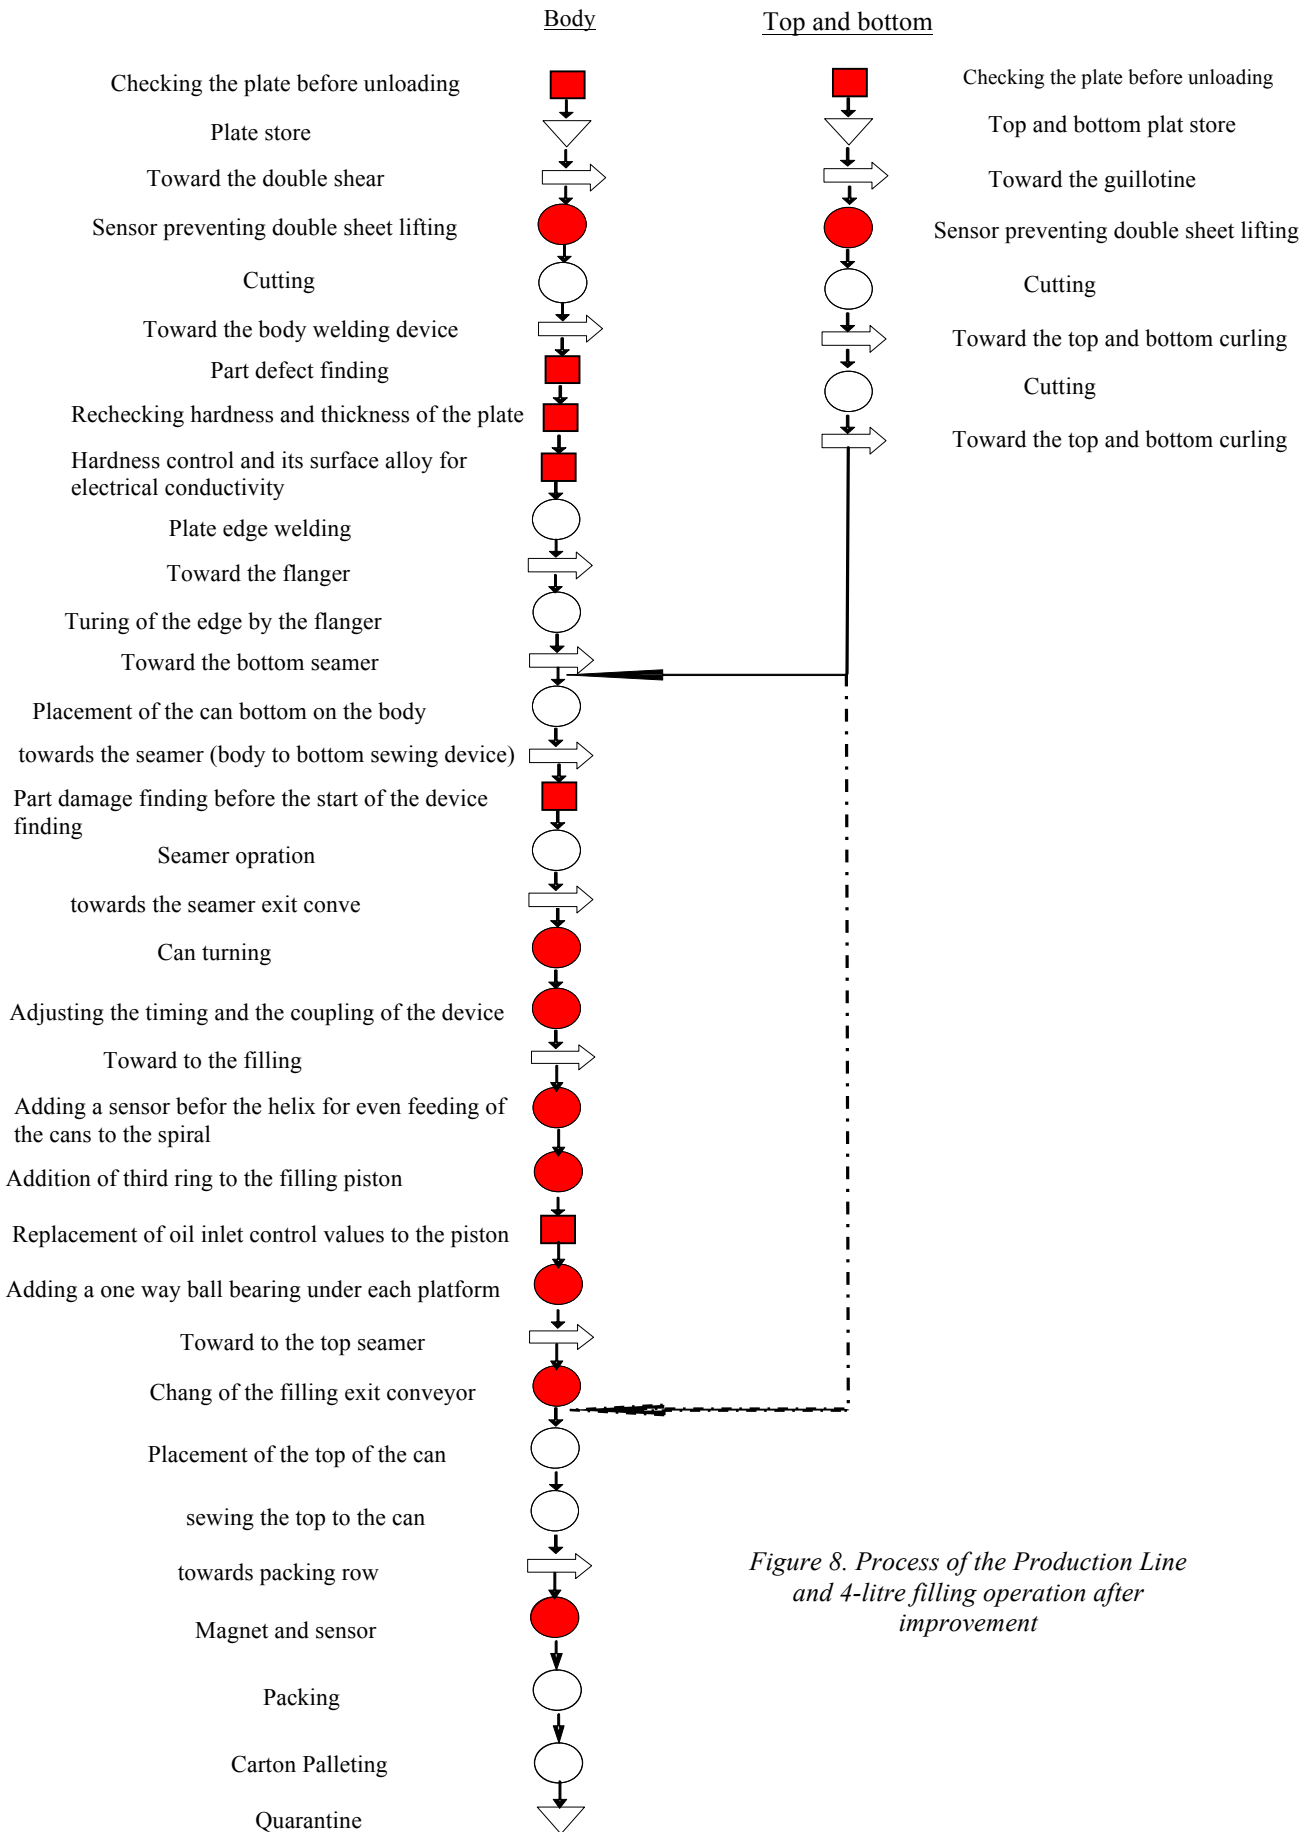 Body
Top and bottom
Checking the plate before unloading
Plate store
Toward the double shear
Sensor preventing double sheet lifting
Cutting
Toward the body welding device
Part defect finding
Rechecking hardness and thickness of the plate
Hardness control and its surface alloy for
electrical conductivity
Plate edge welding
Toward the flanger
Turing of the edge by the flanger
Toward the bottom seamer
Placement of the can bottom on the body
towards the seamer (body to bottom sewing device)
Part damage finding before the start of the device
finding
Seamer opration
towards the seamer exit conve
Can turning
Adjusting the timing and the coupling of the device
Toward to the filling
Adding a sensor befor the helix for even feeding of
the cans to the spiral
Addition of third ring to the filling piston
Replacement of oil inlet control values to the piston
Adding a one way ball bearing under each platform
Toward to the top seamer
Chang of the filling exit conveyor
Placement of the top of the can
sewing the top to the can
towards packing row
Magnet and sensor
Packing
Carton Palleting
Quarantine
Checking the plate before unloading
Top and bottom plat store
Toward the guillotine
Sensor preventing double sheet lifting
Cutting
Toward the top and bottom curling
Cutting
Toward the top and bottom curling
Figure 8. Process of the Production Line
and 4-litre filling operation after
improvement